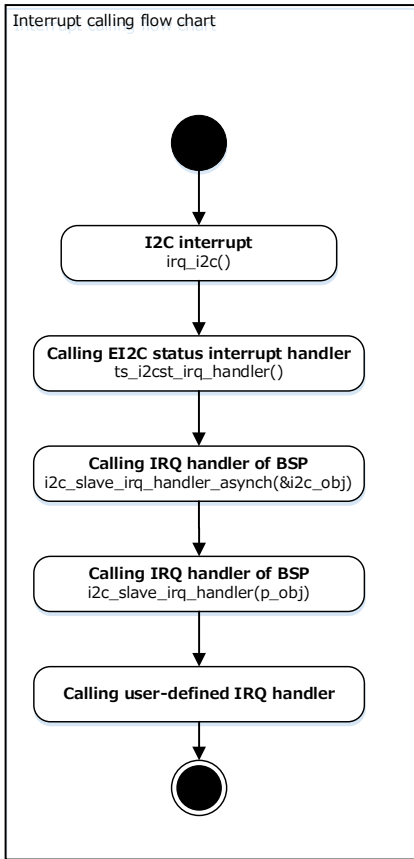 Interrupt calling flow chart
I2C interrupt
irq_i2c()
Calling EI2C status interrupt handler
ts_i2cst_irq_handler()
Calling IRQ handler of BSP
i2c_slave_irq_handler_asynch(&i2c_obj)
Calling IRQ handler of BSP
i2c_slave_irq_handler(p_obj)
Calling user-defined IRQ handler